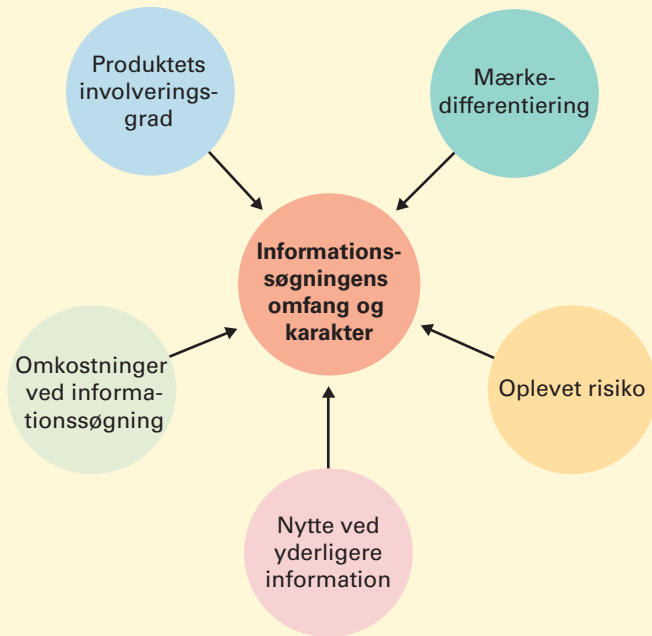 Produktets
involverings-
grad
Mærke-
differentiering
Informations-
søgningens
omfang og
karakter
Omkostninger
ved informa-
tionssøgning
Oplevet risiko
Nytte ved
yderligere
information